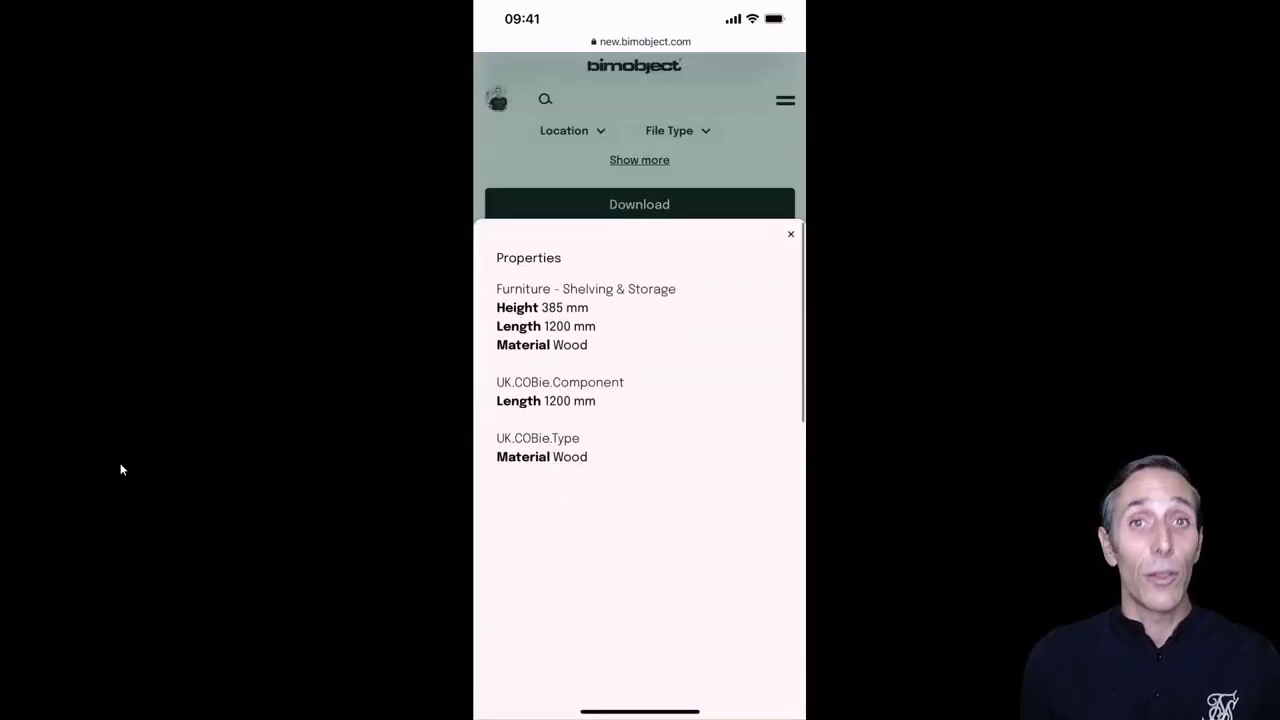 09:41
new.bimobject.com
bimobject
Location
File Type
Show more
Download
×
Properties
Furniture - Shelving & Storage
Height 385 mm
Length 1200 mm
Material Wood
UK.COBie.Component
Length 1200 mm
UK.COBie.Type
Material Wood